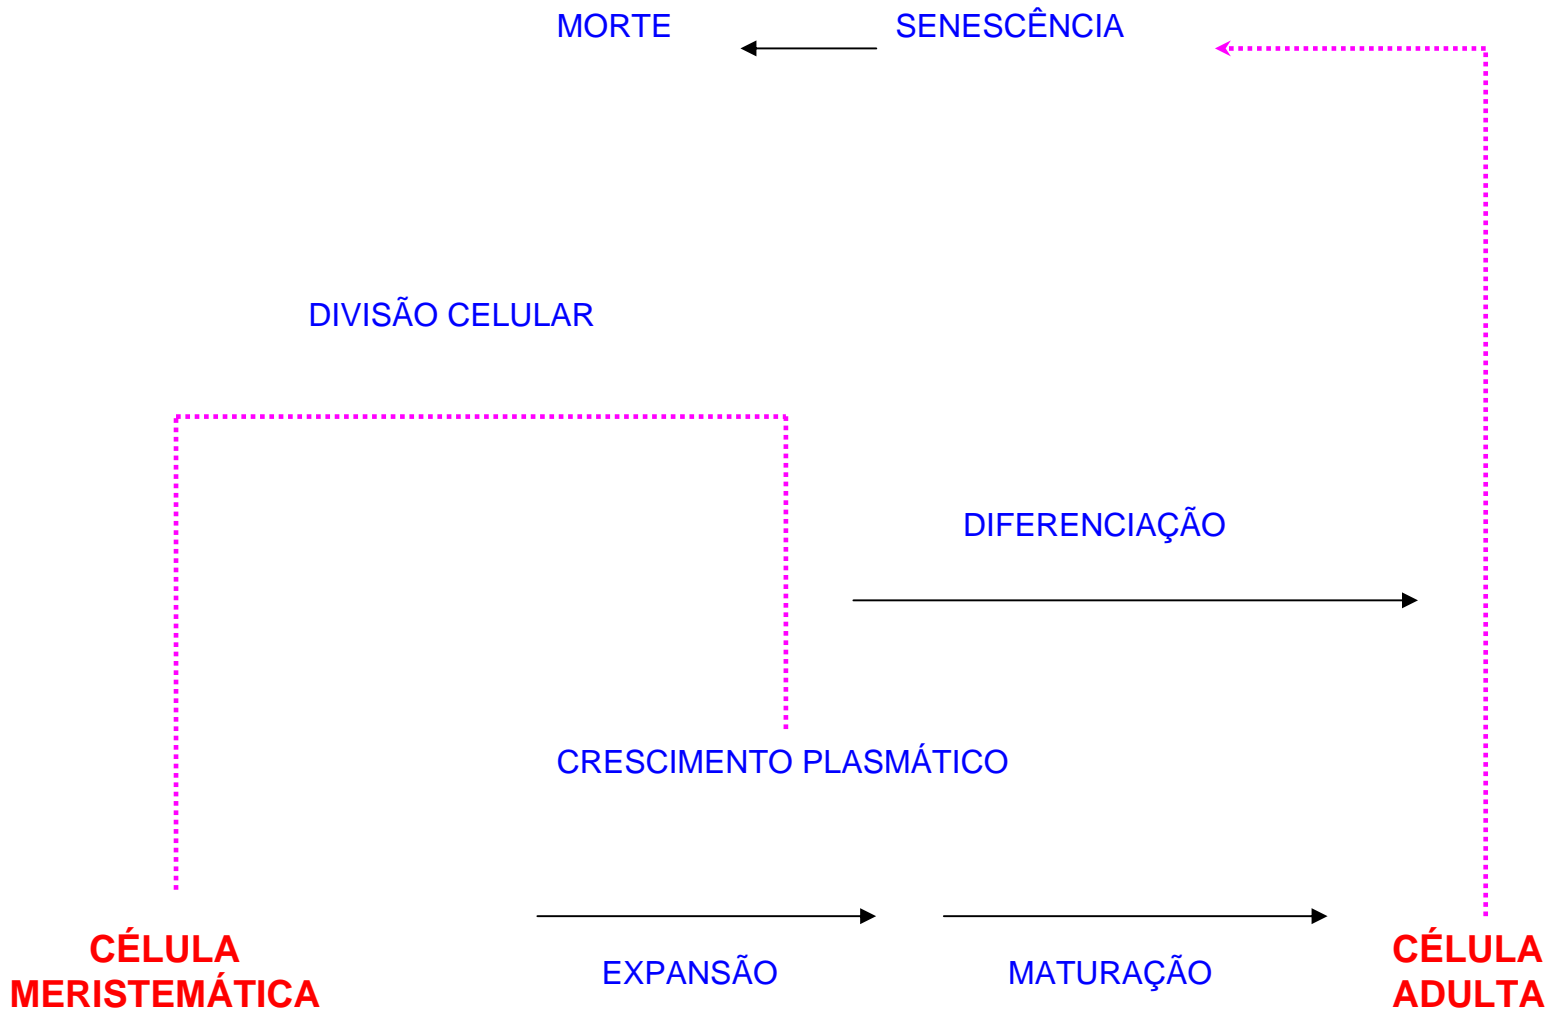 MORTE
SENESCÊNCIA
DIVISÃO CELULAR
DIFERENCIAÇÃO
CRESCIMENTO PLASMÁTICO
CÉLULA
MERISTEMÁTICA
EXPANSÃO
MATURAÇÃO
CÉLULA
ADULTA